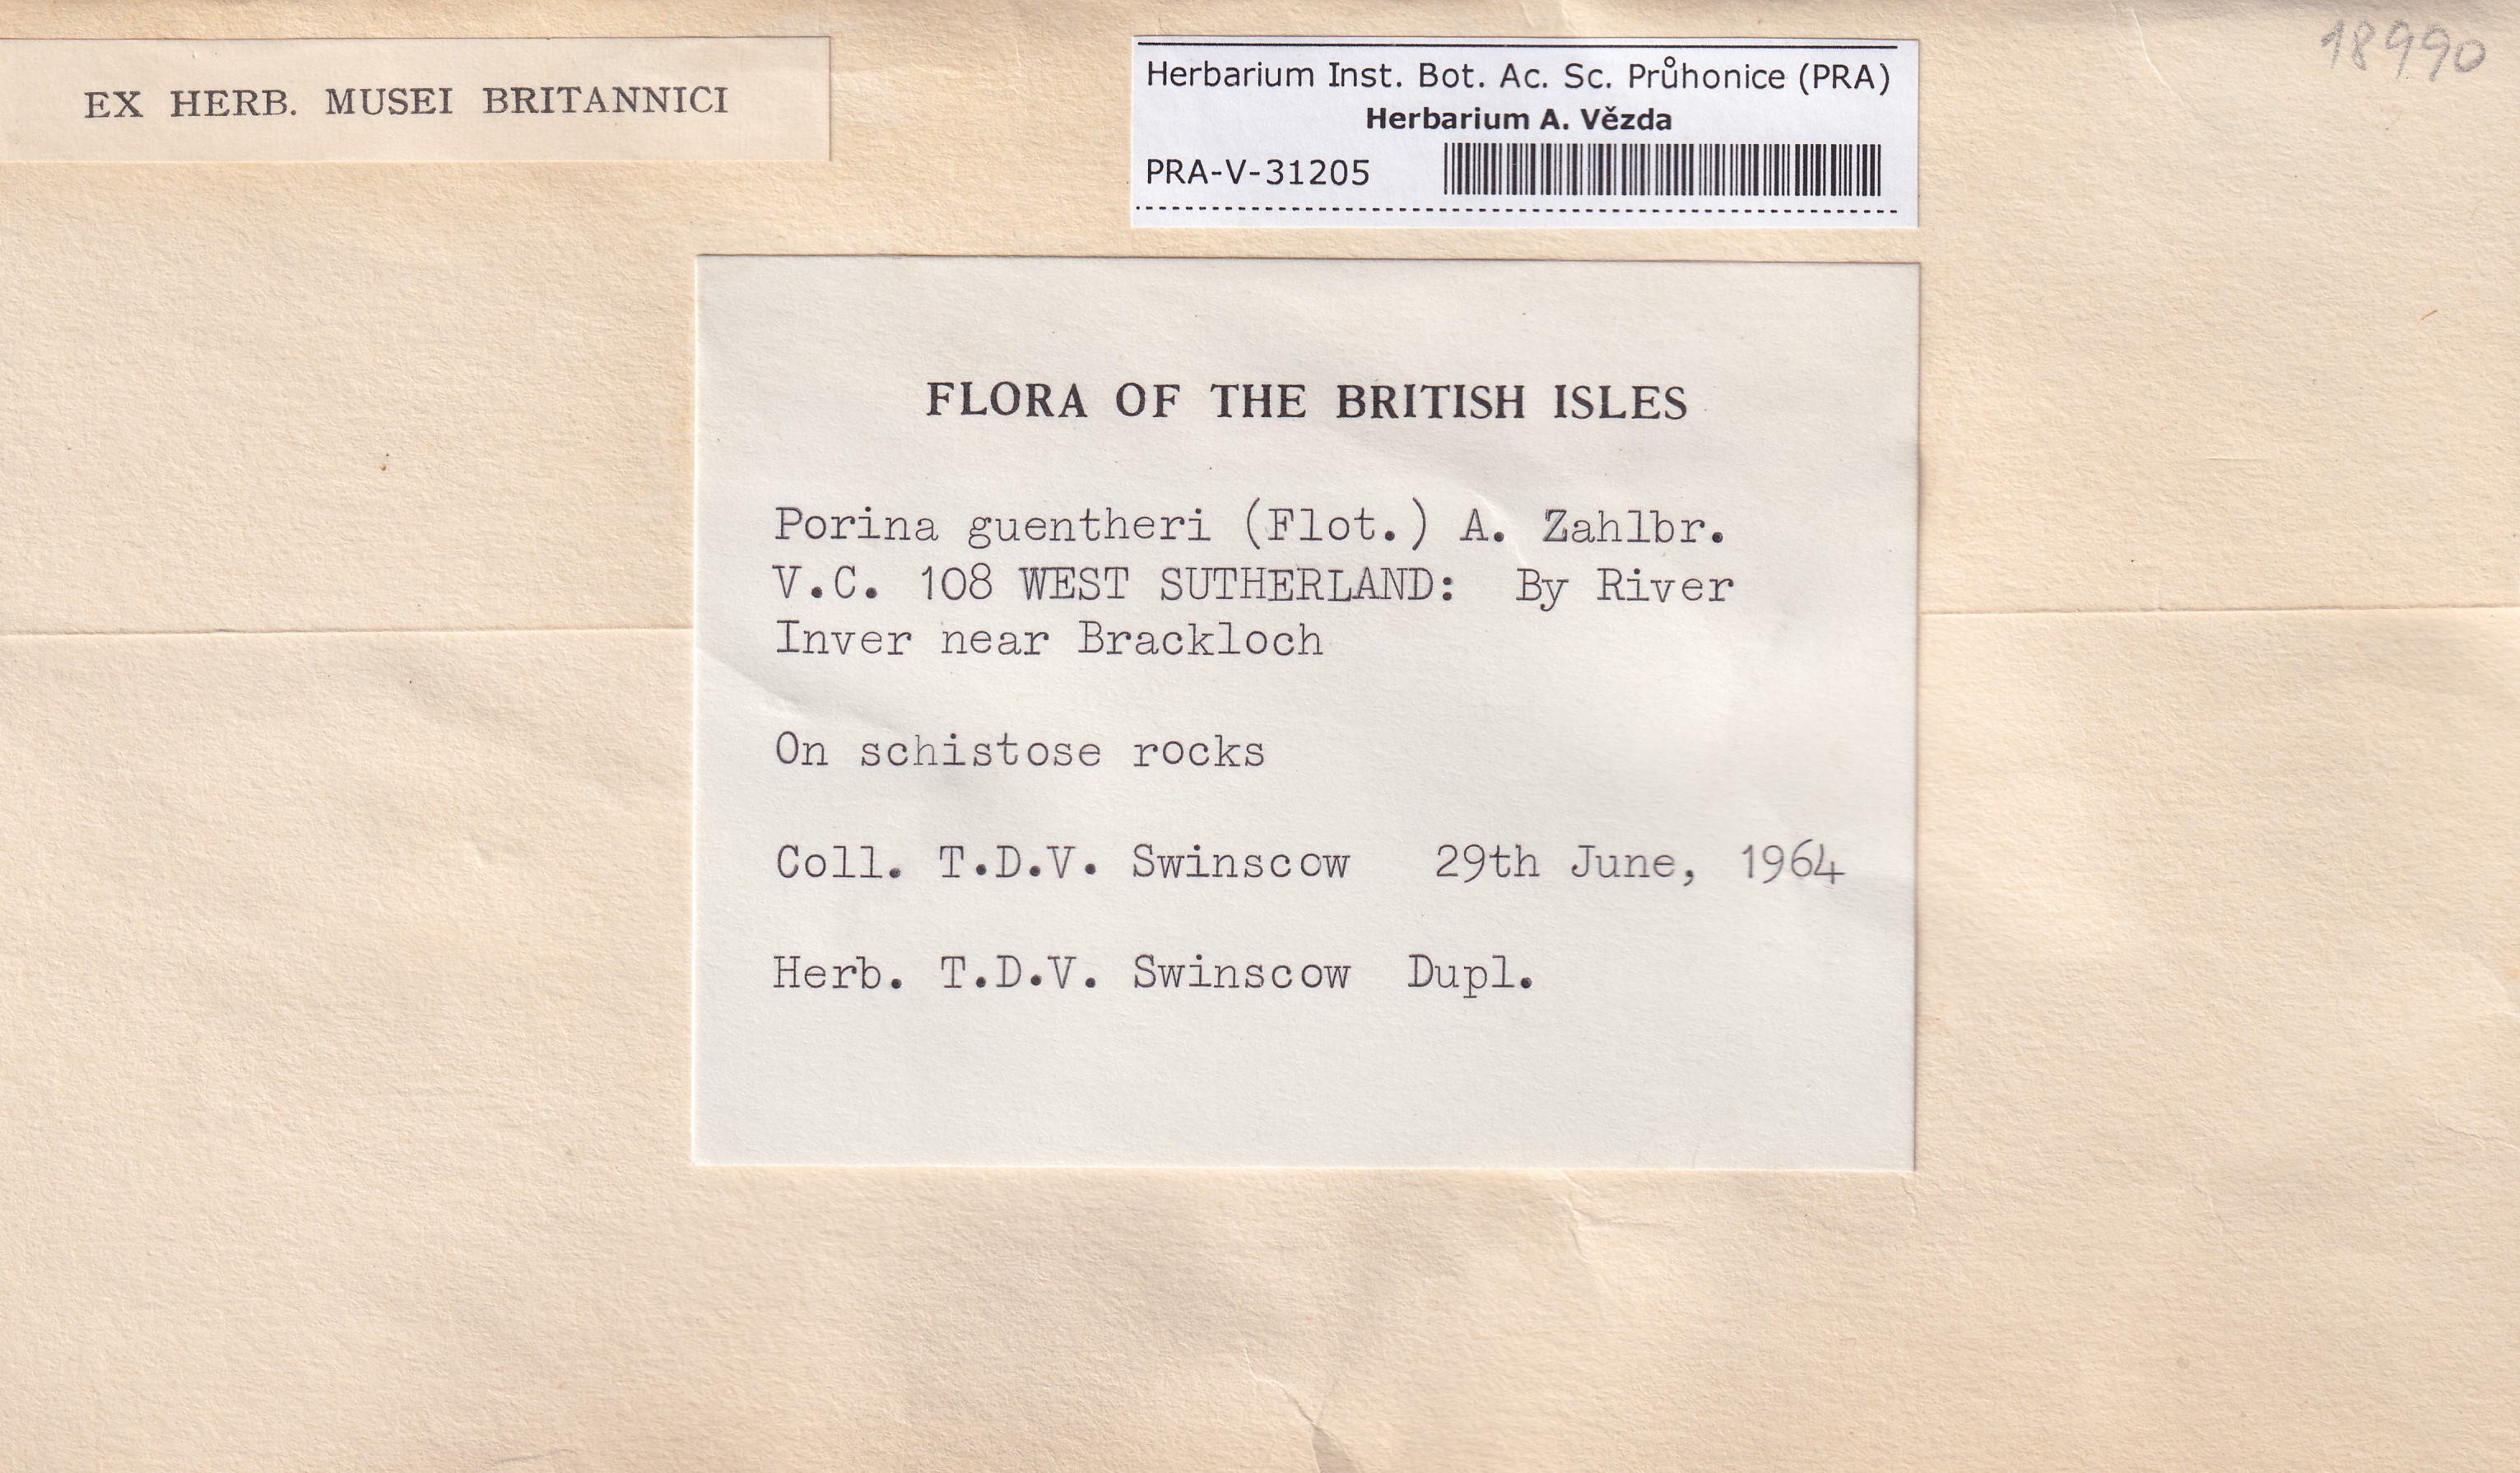 EX HERB. MUSEI BRITANNICI
Herbarium Inst. Bot. Ac. Sc. Průhonice (PRA)
Herbarium A. Vězda
PRA-V-31205
18990
FLORA OF THE BRITISH ISLES
Porina guentheri (Flot.) A. Zahlbr.
V.C. 108 WEST SUTHERLAND: By River
Inver near Brackloch
On schistose rocks
Coll. T.D.V. Swinscow 29th June, 1964
Herb. T.D.V. Swinscow Dupl.